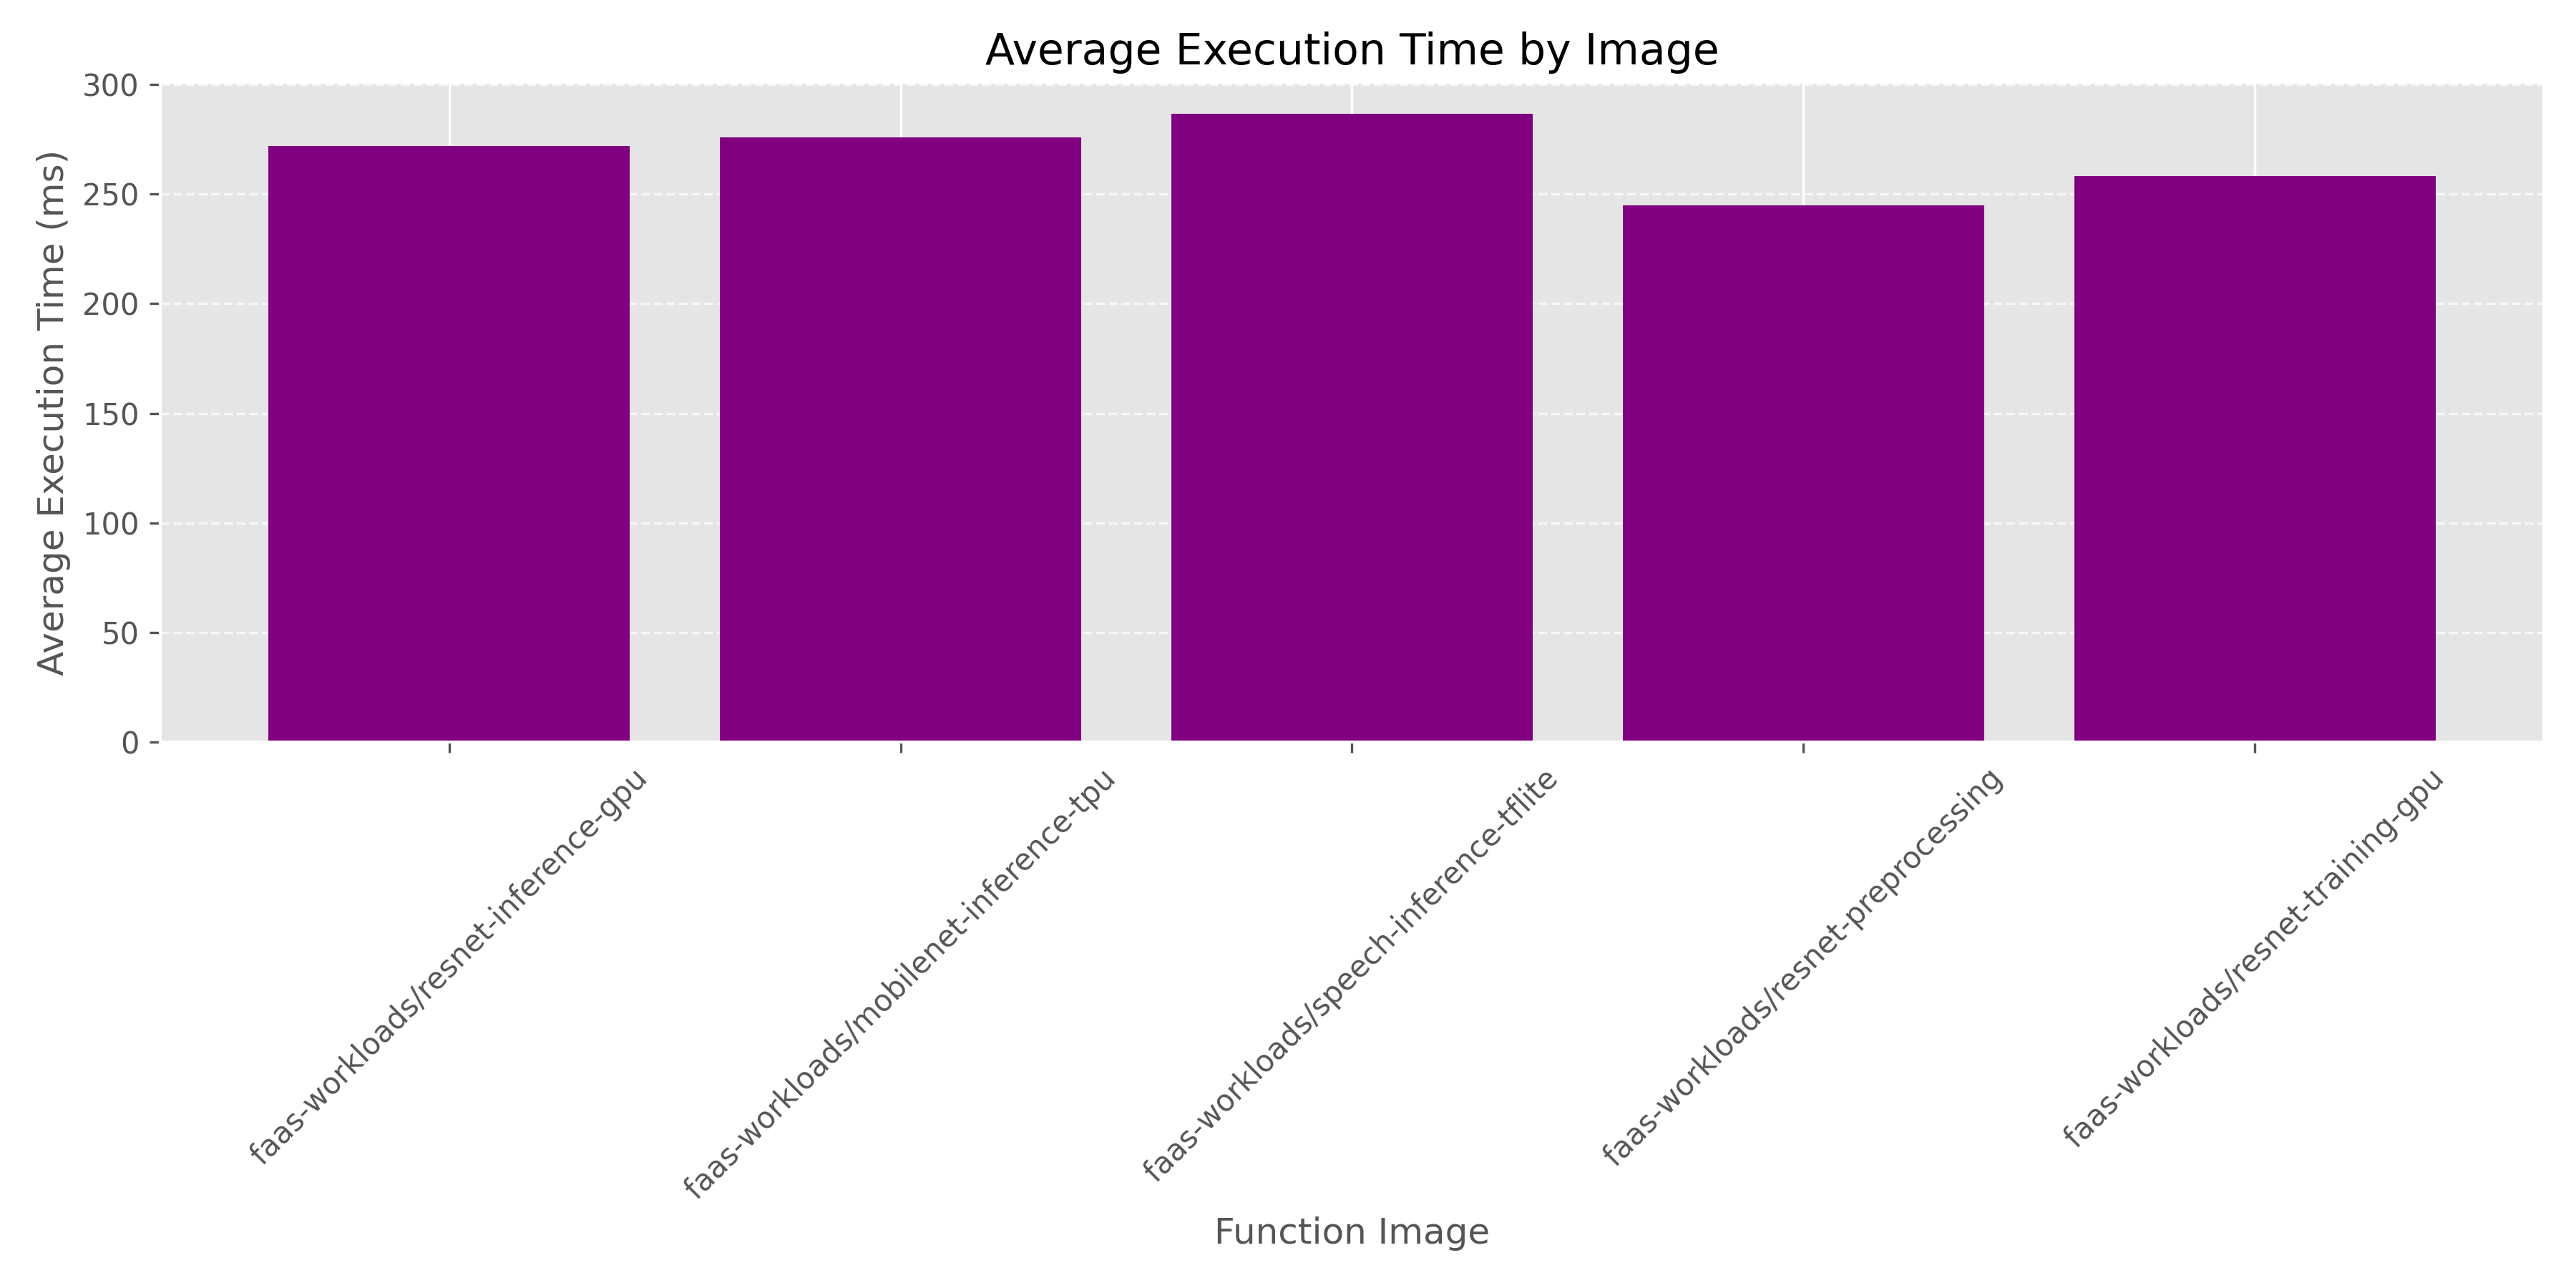 Average Execution Time by Image
Average Execution Time (ms)
300
250
200
150
100
50
0
faas-workloads/resnet-inference-gpu
faas-workloads/mobilenet-inference-tpu
faas-workloads/speech-inference-tflite
faas-workloads/resnet-preprocessing
faas-workloads/resnet-training-gpu
Function Image